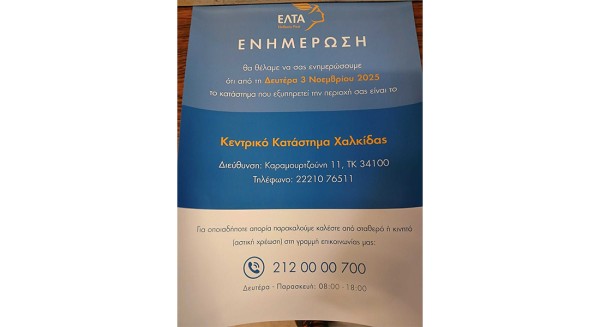 ΕΛΤΑ
Hellenic Post
ΕΝΗΜΕΡΩΣΗ
θα θέλαμε να σας ενημερώσουμε
ότι από τη Δευτέρα 3 Νοεμβρίου 2025
το κατάστημα που εξυπηρετεί την περιοχή σας είναι το
Κεντρικό Κατάστημα Χαλκίδας
Διεύθυνση: Καραμουρτζούνη 11, ΤΚ 34100
Τηλέφωνο: 22210 76511
Για οποιαδήποτε απορία παρακαλούμε καλέστε από σταθερό ή κινητό
(αστική χρέωση) στη γραμμή επικοινωνίας μας:
212 00 00 700
Δευτέρα - Παρασκευή: 08:00 - 18:00